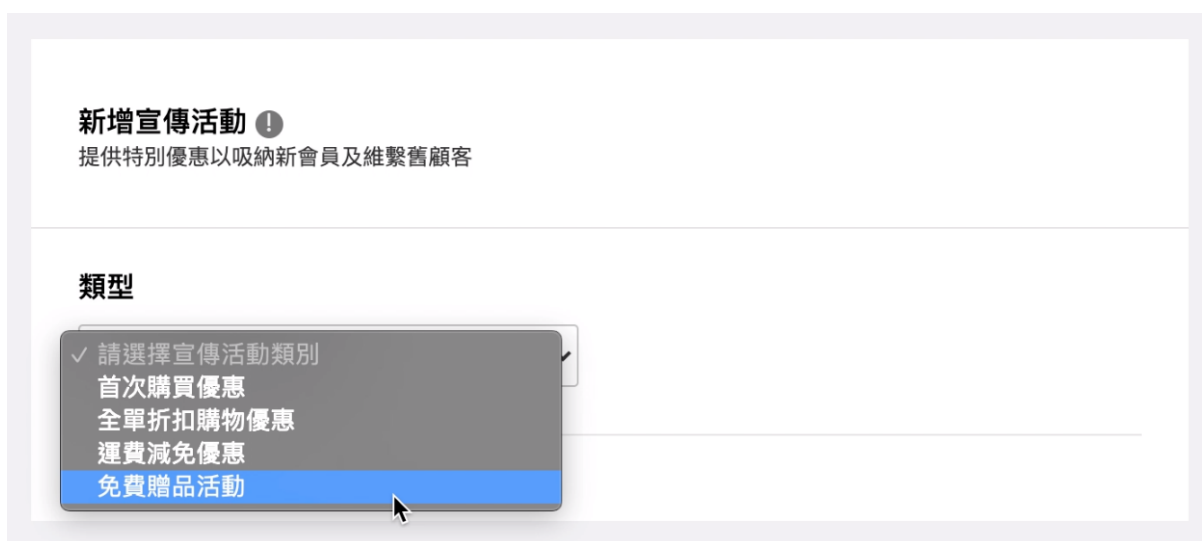 新增宣傳活動 !
提供特別優惠以吸納新會員及維繫舊顧客
類型
✓ 請選擇宣傳活動類別
首次購買優惠
全單折扣購物優惠
運費減免優惠
免費贈品活動